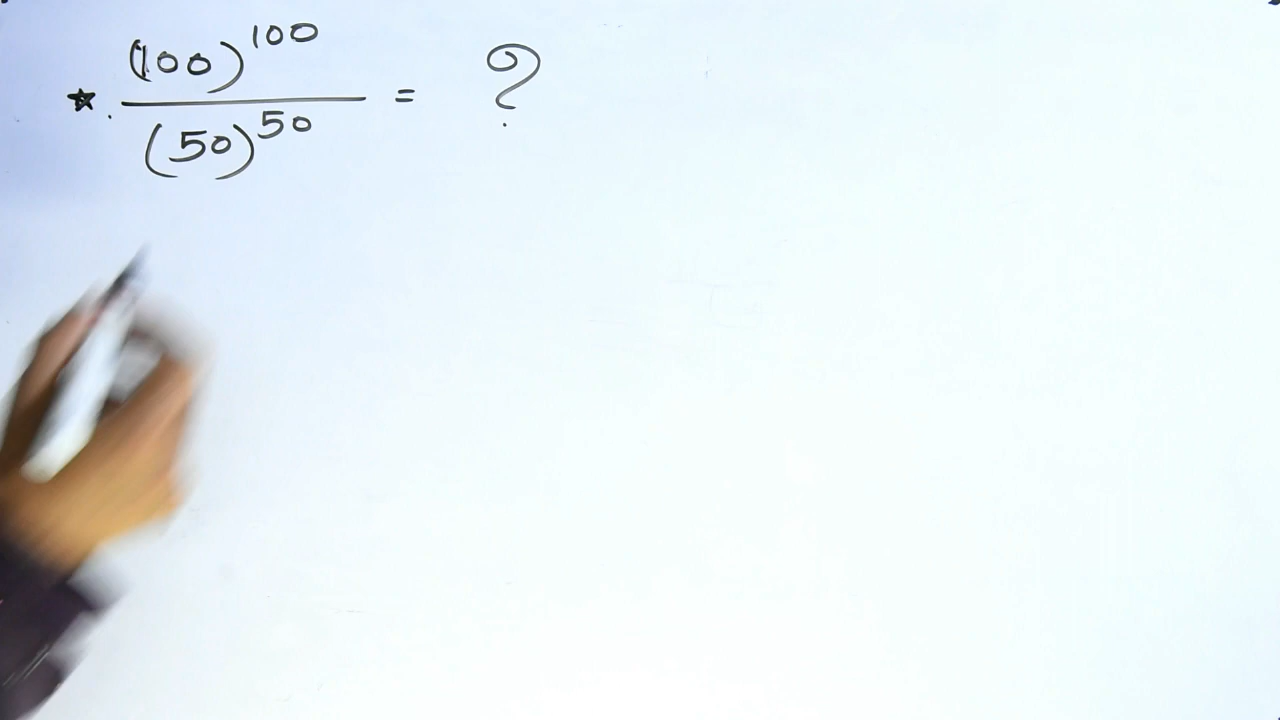 ★. (100)^100 / (50)^50 = ?